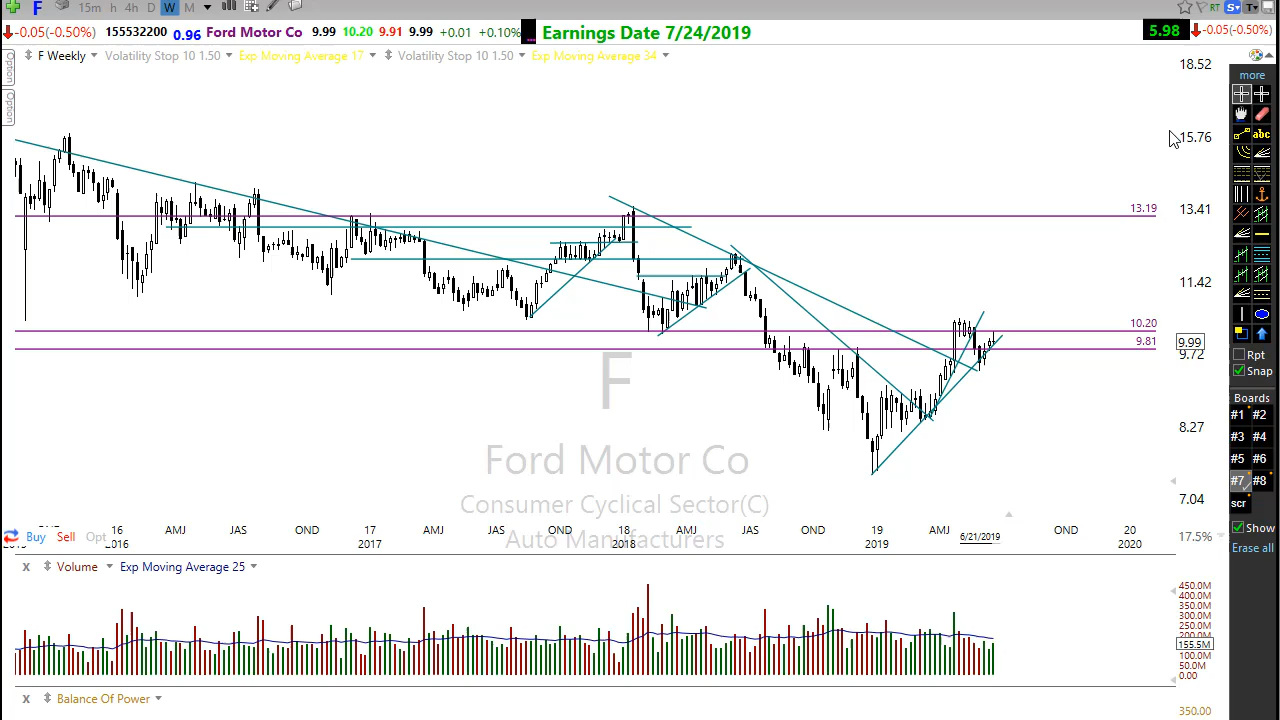 F 15m h 4h D W M RT S T
-0.05(-0.50%) 155532200 0.96 Ford Motor Co 9.99 10.20 9.91 9.99 +0.01 +0.10% Earnings Date 7/24/2019 5.98 -0.05(-0.50%)
Option
Option
F Weekly Volatility Stop 10 1.50 Exp Moving Average 17 Volatility Stop 10 1.50 Exp Moving Average 34
18.52
15.76
13.41
11.42
9.99
9.72
8.27
7.04
13.19
10.20
9.81
F
Ford Motor Co
Consumer Cyclical Sector(C)
Auto Manufacturers
16 AMJ JAS OND 17 AMJ JAS OND 18 AMJ JAS OND 19 AMJ 6/21/2019 OND 20
Buy Sell Opt 17.5%
2016 2017 2018 2019 2020
X Volume Exp Moving Average 25
450.0M
400.0M
350.0M
300.0M
250.0M
200.0M
155.5M
100.0M
50.0M
0.00
X Balance Of Power
350.00
more
abc
Rpt
Snap
Boards
#1 #2
#3 #4
#5 #6
#7 #8
scr
Show
Erase all